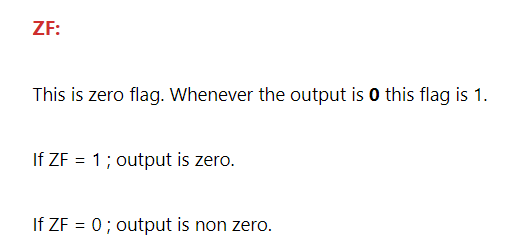 ZF:
This is zero flag. Whenever the output is 0 this flag is 1.
If ZF = 1 ; output is zero.
If ZF = 0 ; output is non zero.